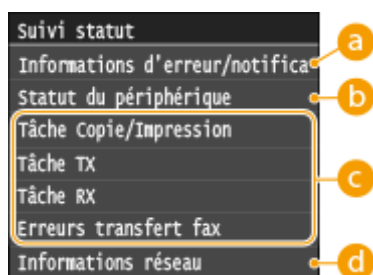 Suivi statut
Informations d'erreur/notifica
a
Statut du périphérique
b
Tâche Copie/Impression
Tâche TX
Tâche RX
c
Erreurs transfert fax
Informations réseau
d